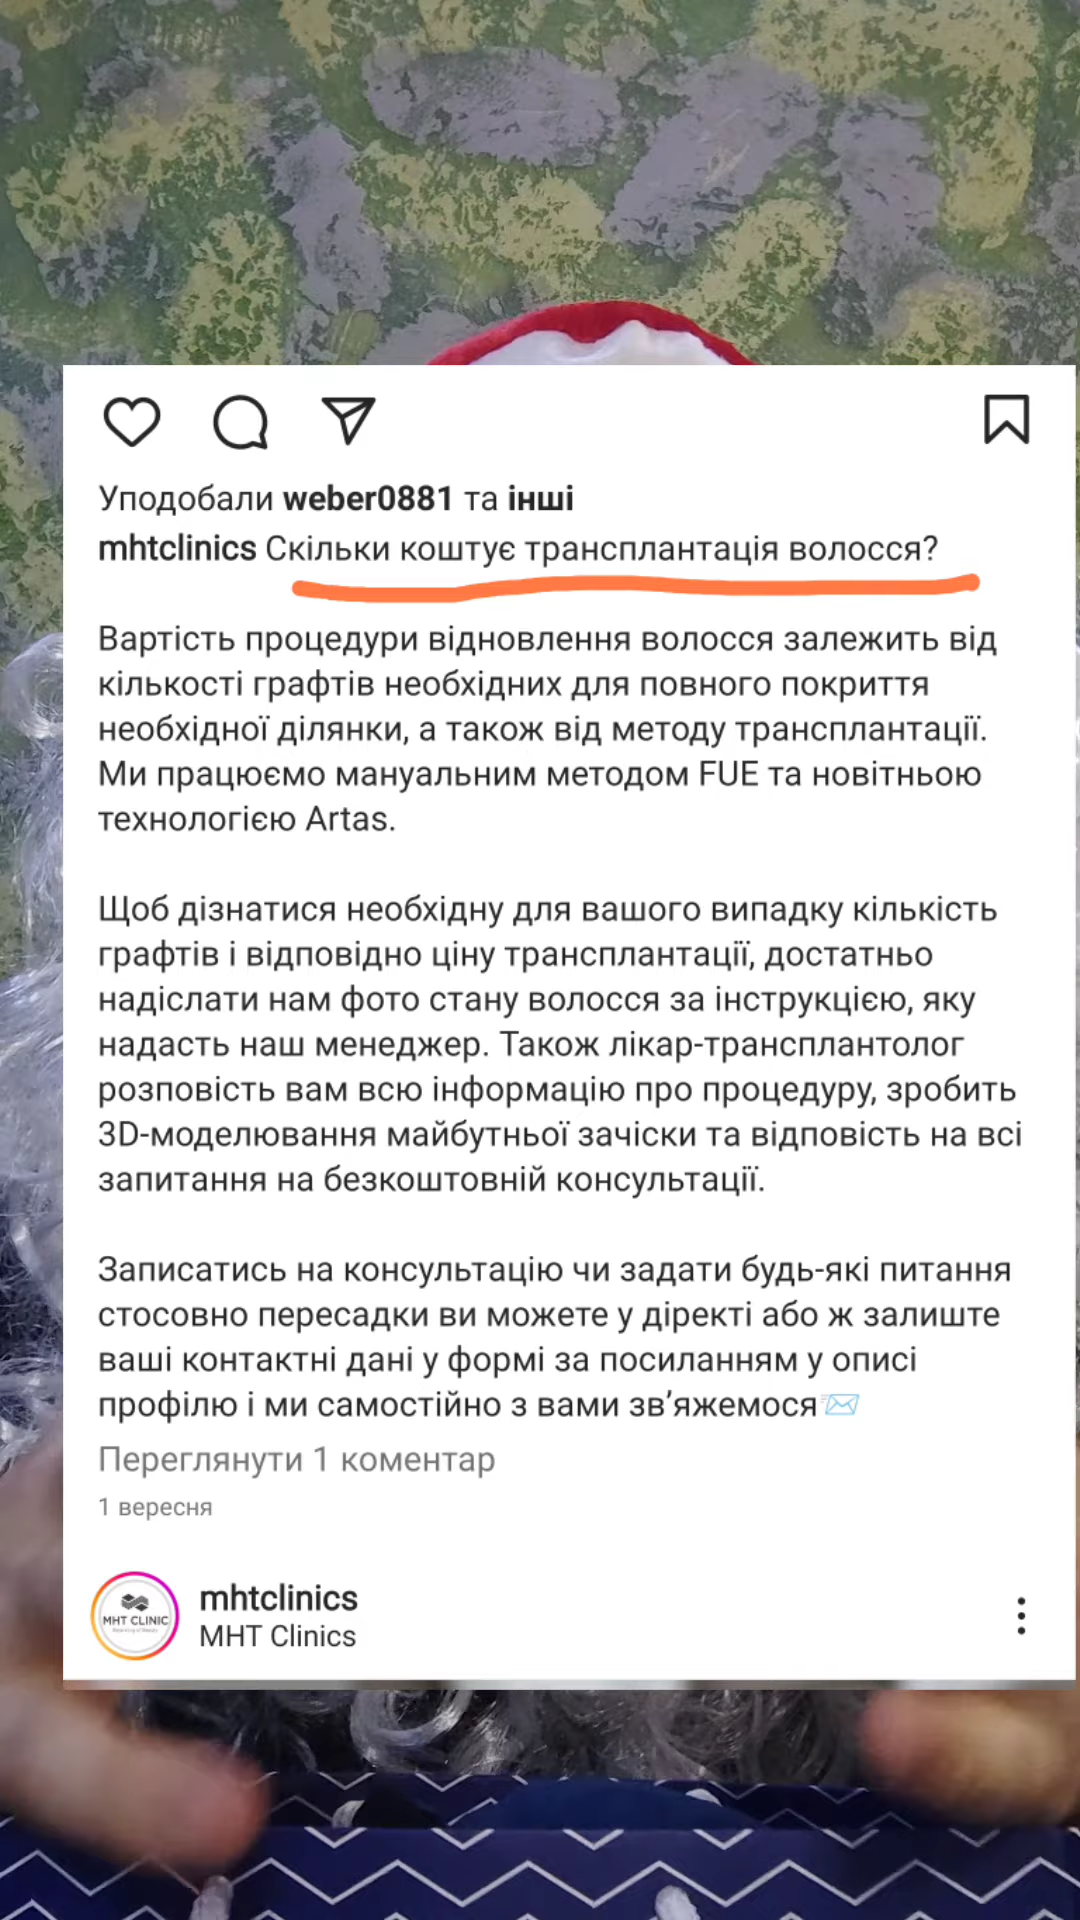 Уподобали weber0881 та інші
mhtclinics Скільки коштує трансплантація волосся?
Вартість процедури відновлення волосся залежить від
кількості графтів необхідних для повного покриття
необхідної ділянки, а також від методу трансплантації.
Ми працюємо мануальним методом FUE та новітньою
технологією Artas.
Щоб дізнатися необхідну для вашого випадку кількість
графтів і відповідно ціну трансплантації, достатньо
надіслати нам фото стану волосся за інструкцією, яку
надасть наш менеджер. Також лікар-трансплантолог
розповість вам всю інформацію про процедуру, зробить
3D-моделювання майбутньої зачіски та відповість на всі
запитання на безкоштовній консультації.
Записатись на консультацію чи задати будь-які питання
стосовно пересадки ви можете у діректі або ж залиште
ваші контактні дані у формі за посиланням у описі
профілю і ми самостійно з вами зв’яжемося
Переглянути 1 коментар
1 вересня
MHT CLINIC
mhtclinics
MHT Clinics